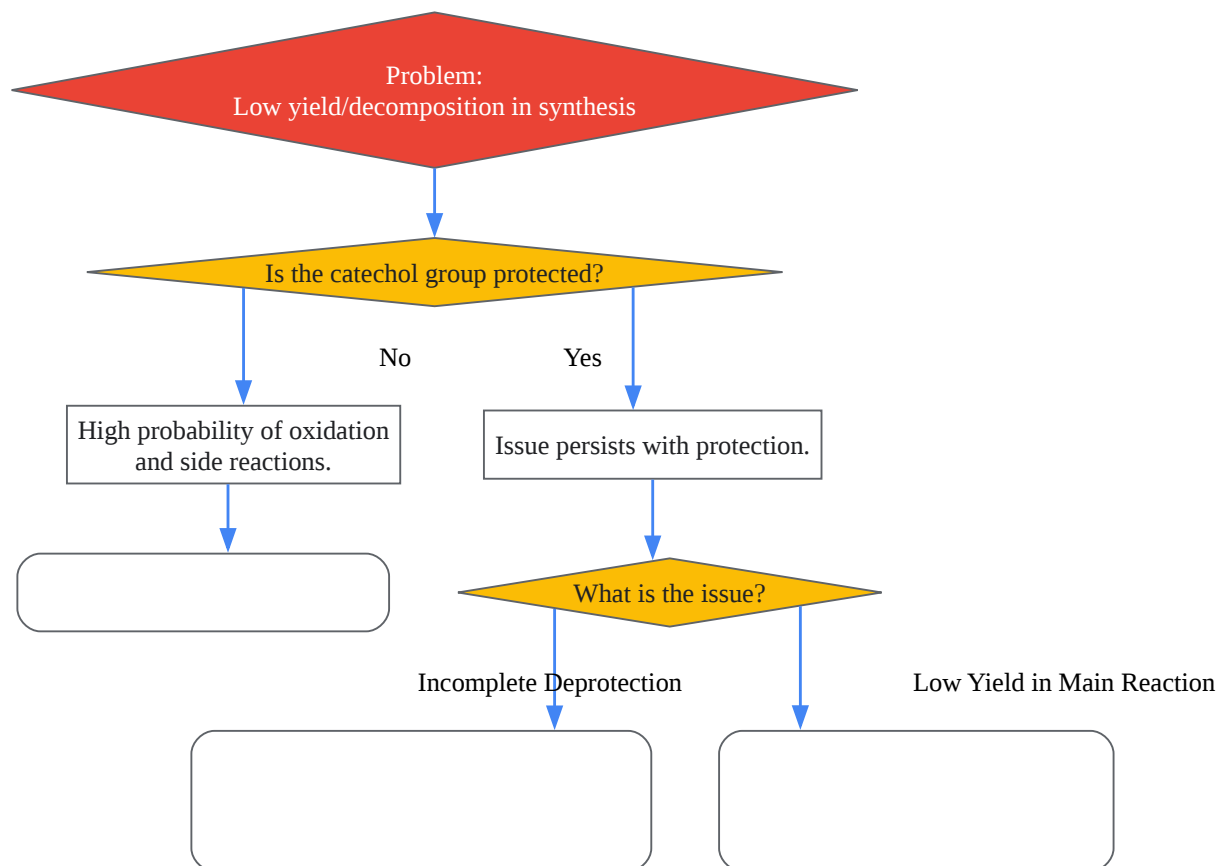 Problem:
Low yield/decomposition in synthesis
Is the catechol group protected?
No
Yes
High probability of oxidation
and side reactions.
Issue persists with protection.
What is the issue?
Incomplete Deprotection
Low Yield in Main Reaction